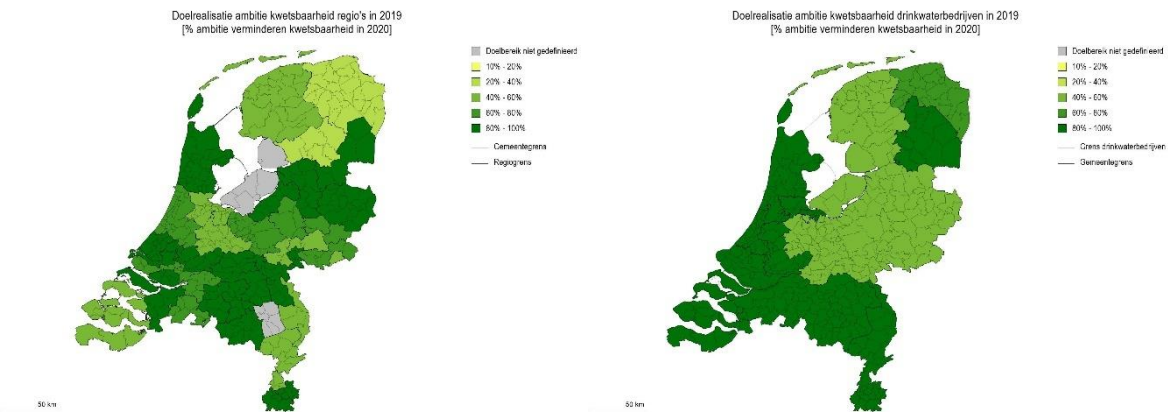 Doelrealisatie ambitie kwetsbaarheid regio's in 2019
[% ambitie verminderen kwetsbaarheid in 2020]
Doelbereik niet gedefinieerd
10% - 20%
20% - 40%
40% - 60%
60% - 80%
80% - 100%
Gemeentegrens
Regiogrens
50 km
Doelrealisatie ambitie kwetsbaarheid drinkwaterbedrijven in 2019
[% ambitie verminderen kwetsbaarheid in 2020]
Doelbereik niet gedefinieerd
10% - 20%
20% - 40%
40% - 60%
60% - 80%
80% - 100%
Grens drinkwaterbedrijven
Gemeentegrens
50 km